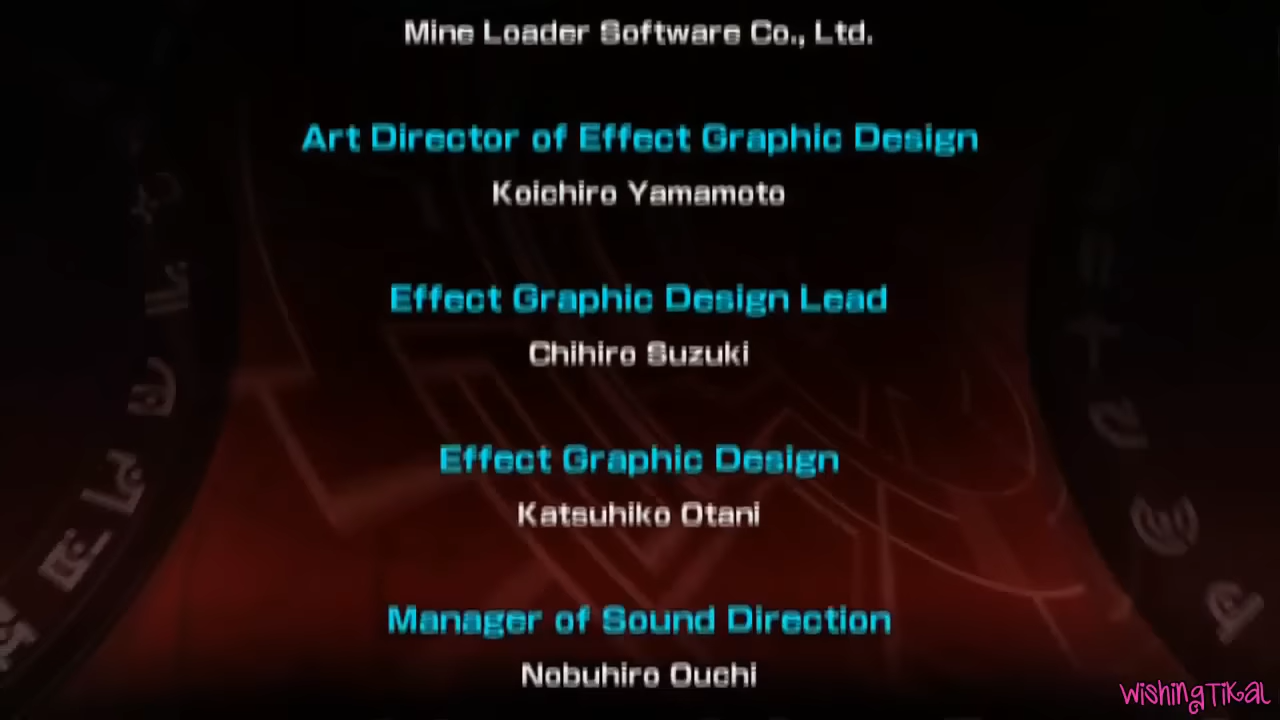 Mine Loader Software Co., Ltd.
Art Director of Effect Graphic Design
Koichiro Yamamoto
Effect Graphic Design Lead
Chihiro Suzuki
Effect Graphic Design
Katsuhiko Otani
Manager of Sound Direction
Nobuhiro Ouchi
WishingTikal